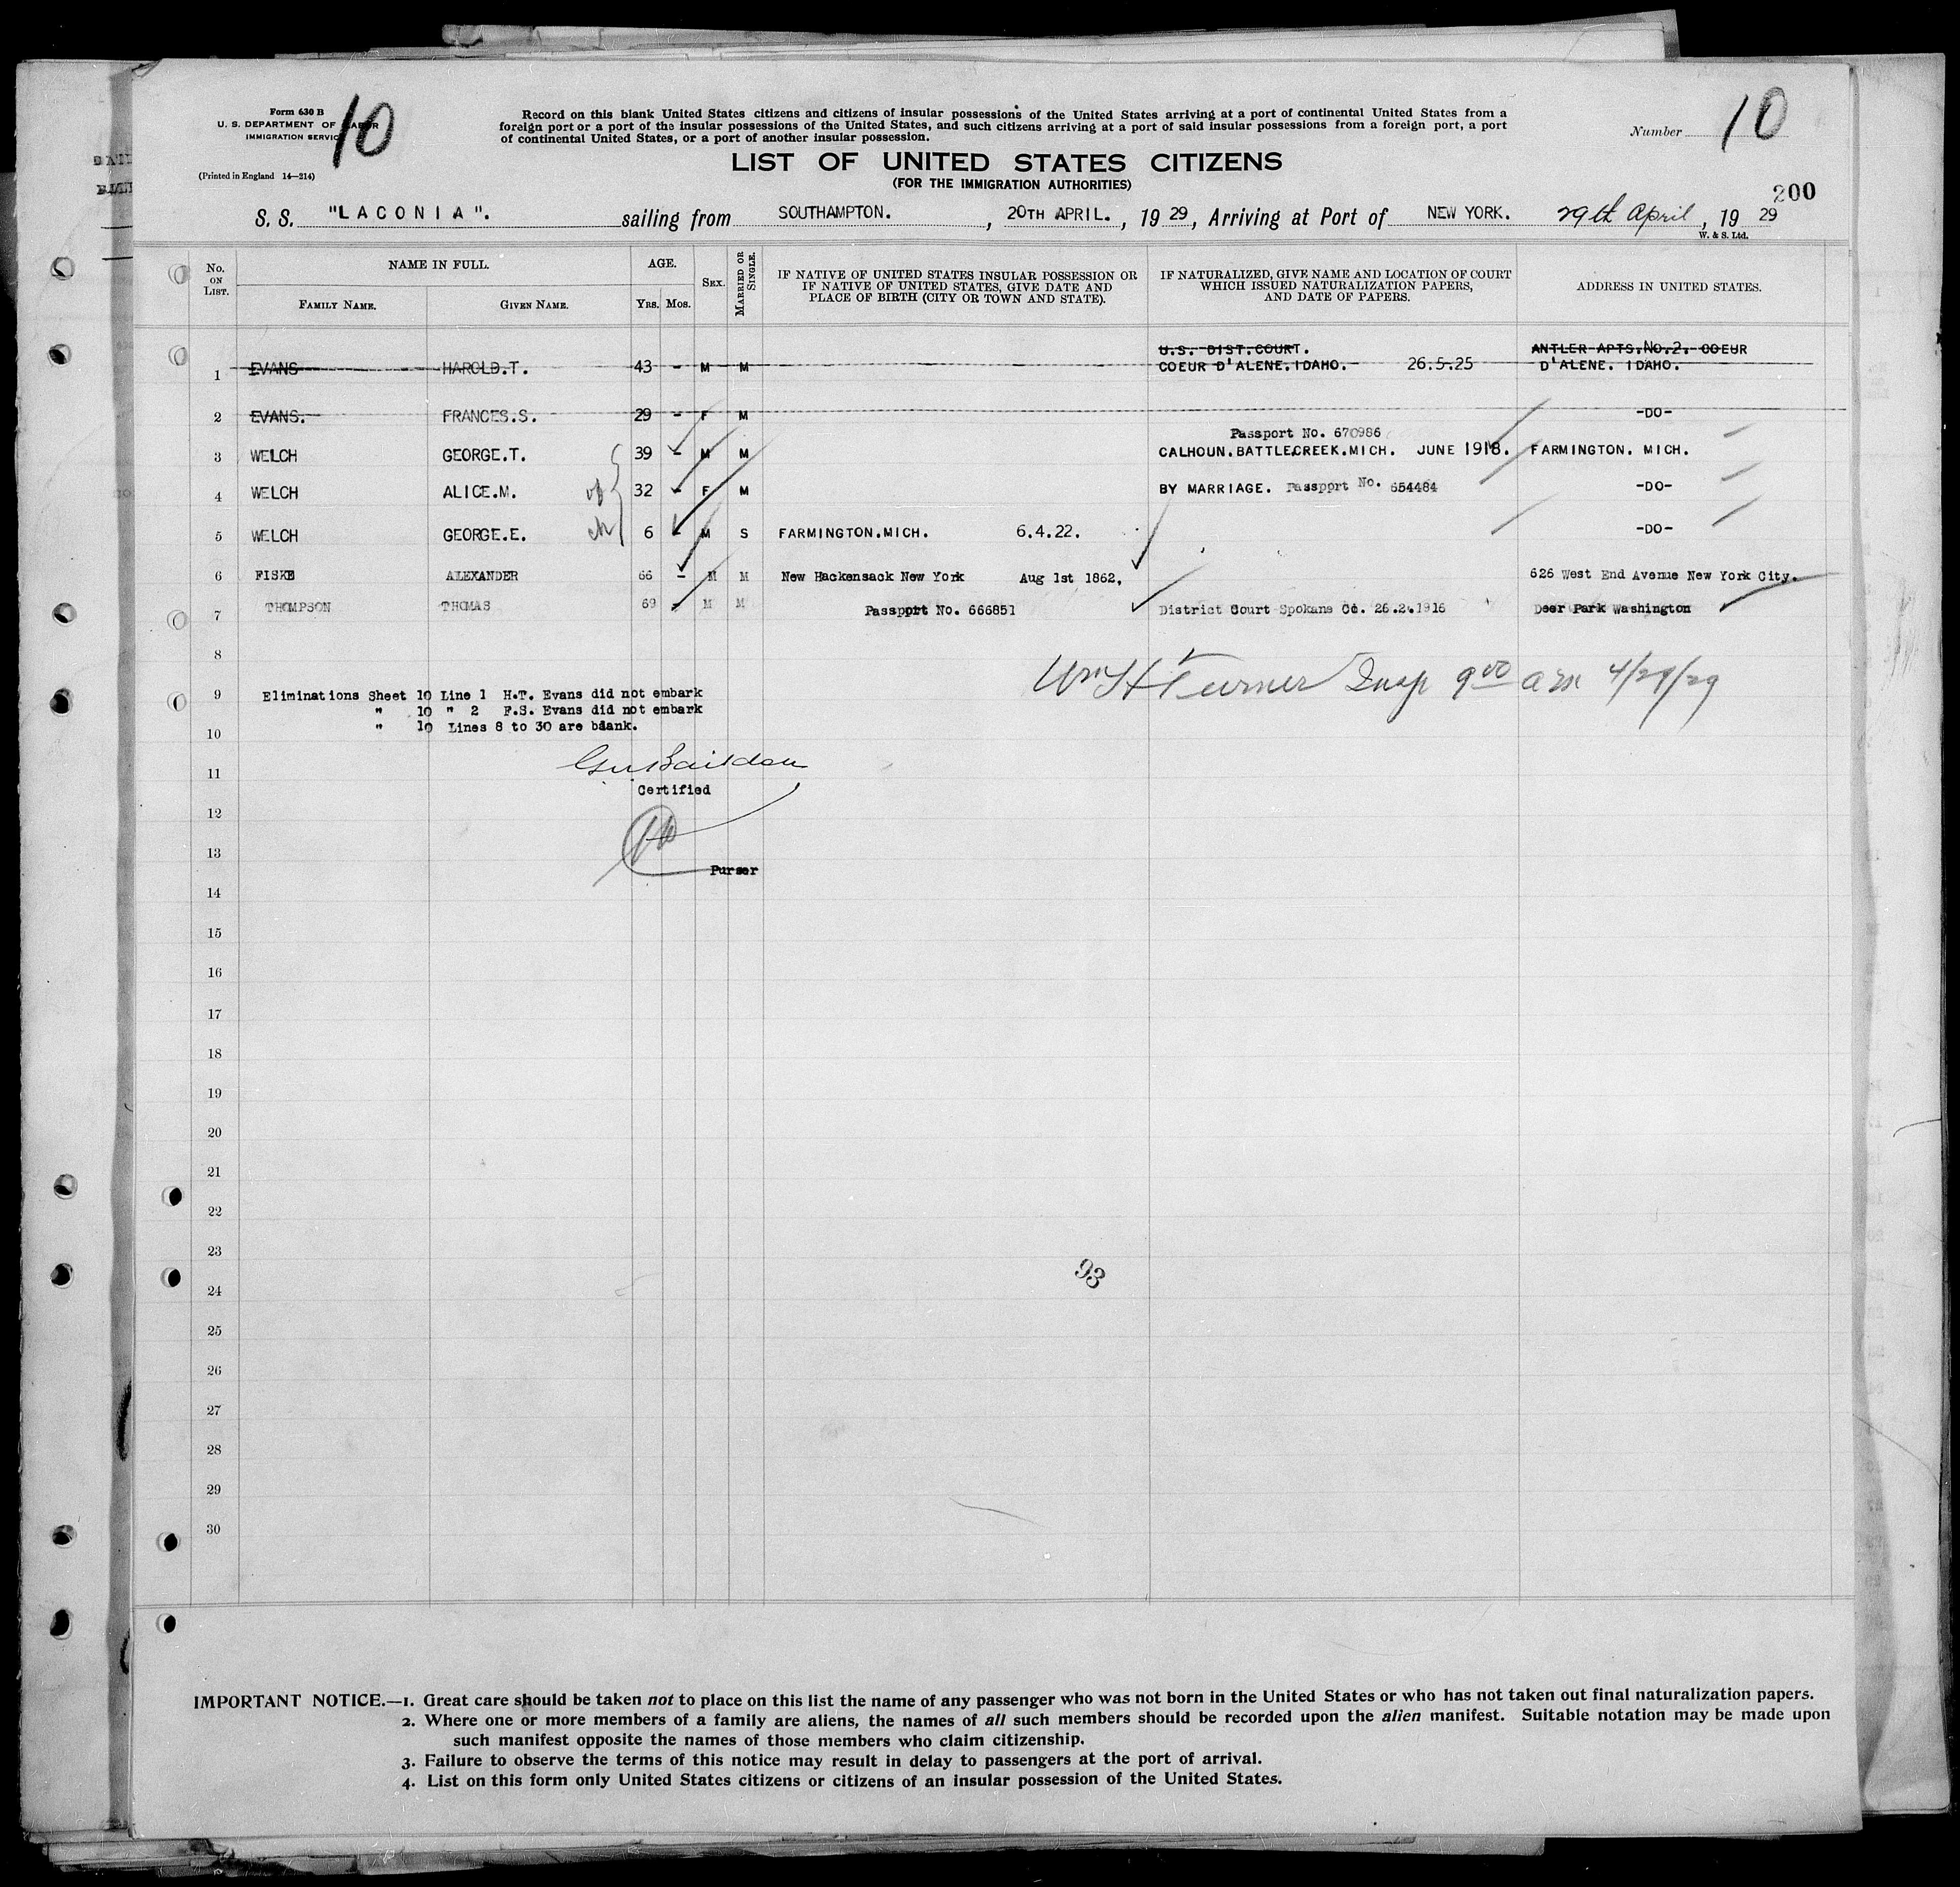 Form 630 B
U. S. DEPARTMENT OF LABOR
IMMIGRATION SERVICE
(Printed in England 14—214)
10
Record on this blank United States citizens and citizens of insular possessions of the United States arriving at a port of continental United States from a
foreign port or a port of the insular possessions of the United States, and such citizens arriving at a port of said insular possessions from a foreign port, a port
of continental United States, or a port of another insular possession.
Number 10
LIST OF UNITED STATES CITIZENS
(FOR THE IMMIGRATION AUTHORITIES)
200
S. S. "LACONIA". sailing from SOUTHAMPTON. , 20TH APRIL. , 19 29, Arriving at Port of NEW YORK. 29th April , 19 29
W. & S. Ltd.
No. ON LIST.
NAME IN FULL.
FAMILY NAME. GIVEN NAME.
AGE.
YRS. MOS.
SEX.
MARRIED OR SINGLE.
IF NATIVE OF UNITED STATES INSULAR POSSESSION OR
IF NATIVE OF UNITED STATES, GIVE DATE AND
PLACE OF BIRTH (CITY OR TOWN AND STATE).
IF NATURALIZED, GIVE NAME AND LOCATION OF COURT
WHICH ISSUED NATURALIZATION PAPERS,
AND DATE OF PAPERS.
ADDRESS IN UNITED STATES.
U.S. DIST.COURT. ANTLER APTS.No.2. COEUR
1 EVANS HAROLD.T. 43 - M M COEUR D'ALENE.IDAHO. 26.5.25 D'ALENE. IDAHO.
2 EVANS. FRANCES.S. 29 - F M -DO-
Passport No. 670986
3 WELCH GEORGE.T. 39 - M M CALHOUN.BATTLECREEK.MICH. JUNE 1918. FARMINGTON. MICH.
4 WELCH ALICE.M. 32 - F M BY MARRIAGE. Passport No. 654484 -DO-
5 WELCH GEORGE.E. 6 - M S FARMINGTON.MICH. 6.4.22. -DO-
6 FISKE ALEXANDER 66 - M M New Hackensack New York Aug 1st 1862, 626 West End Avenue New York City.
7 THOMPSON THOMAS 69 - M M Passport No. 666851 District Court Spokane Co. 26.2.1916 Deer Park Washington
8
Wm H Turner Insp 9 00 am 4/29/29
9 Eliminations Sheet 10 Line 1 H.T. Evans did not embark
" 10 " 2 F.S. Evans did not embark
" 10 Lines 8 to 30 are blank.
10
11
Certified
12
13
Purser
14
15
16
17
18
19
20
21
22
23
93
24
25
26
27
28
29
30
IMPORTANT NOTICE.—1. Great care should be taken not to place on this list the name of any passenger who was not born in the United States or who has not taken out final naturalization papers.
2. Where one or more members of a family are aliens, the names of all such members should be recorded upon the alien manifest. Suitable notation may be made upon
such manifest opposite the names of those members who claim citizenship.
3. Failure to observe the terms of this notice may result in delay to passengers at the port of arrival.
4. List on this form only United States citizens or citizens of an insular possession of the United States.